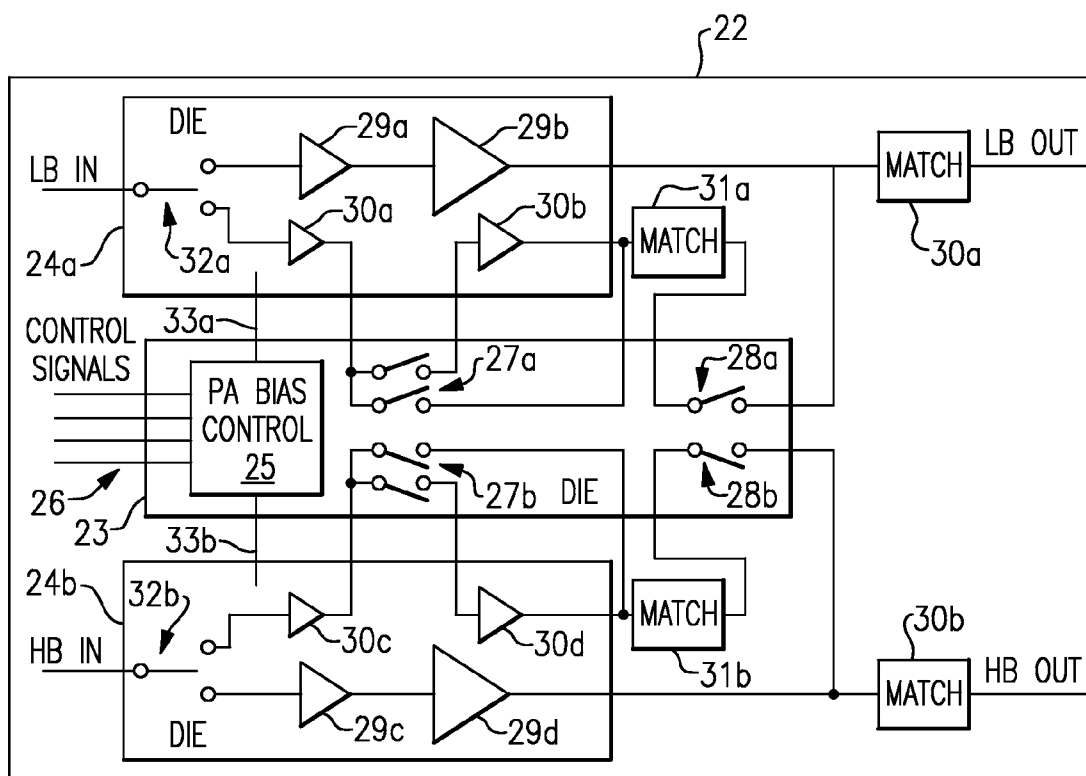 22
DIE
29a
29b
LB IN
MATCH
LB OUT
30a
30b
31a
MATCH
30a
24a
32a
33a
CONTROL
SIGNALS
27a
28a
PA BIAS
CONTROL
25
26
27b
DIE
28b
23
33b
24b
32b
30c
30d
MATCH
31b
30b
HB IN
MATCH
HB OUT
29c
29d
DIE